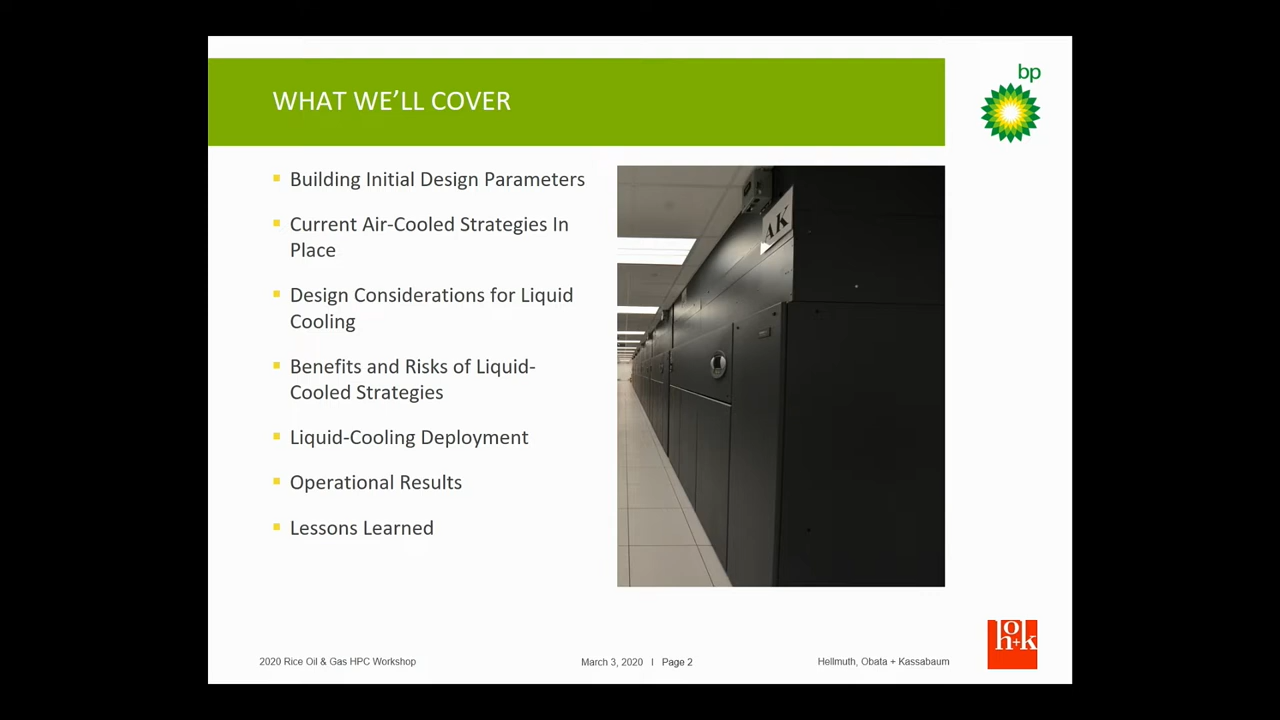 bp
WHAT WE'LL COVER
Building Initial Design Parameters
Current Air-Cooled Strategies In
Place
Design Considerations for Liquid
Cooling
Benefits and Risks of Liquid-
Cooled Strategies
Liquid-Cooling Deployment
Operational Results
Lessons Learned
AK
h+ok
2020 Rice Oil & Gas HPC Workshop
March 3, 2020 I Page 2
Hellmuth, Obata + Kassabaum